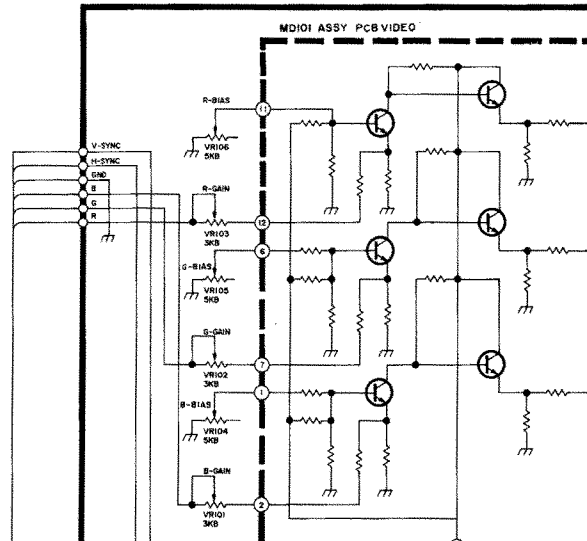 MD101 ASSY PCB VIDEO
R-BIAS
11
VR106
5KB
V-SYNC
H-SYNC
GND
B
G
R
R-GAIN
12
VR103
3KB
6
G-BIAS
VR105
5KB
G-GAIN
7
VR102
3KB
1
B-BIAS
VR104
5KB
B-GAIN
2
VR101
3KB